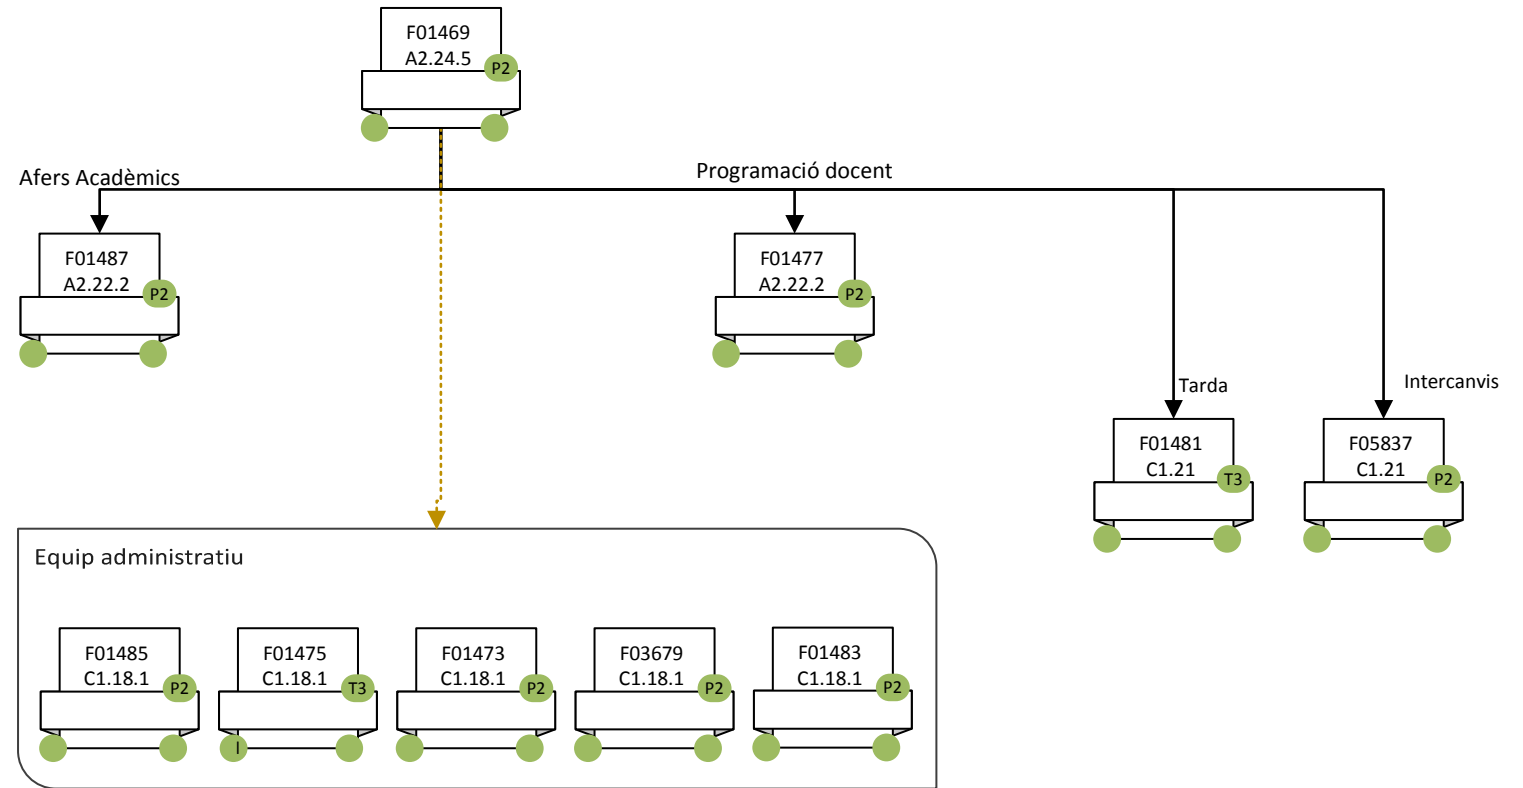 F01469
A2.24.5
P2
Afers Acadèmics
Programació docent
F01487
A2.22.2
P2
F01477
A2.22.2
P2
Tarda
Intercanvis
F01481
C1.21
T3
F05837
C1.21
P2
Equip administratiu
F01485
C1.18.1
P2
F01475
C1.18.1
T3
I
F01473
C1.18.1
P2
F03679
C1.18.1
P2
F01483
C1.18.1
P2